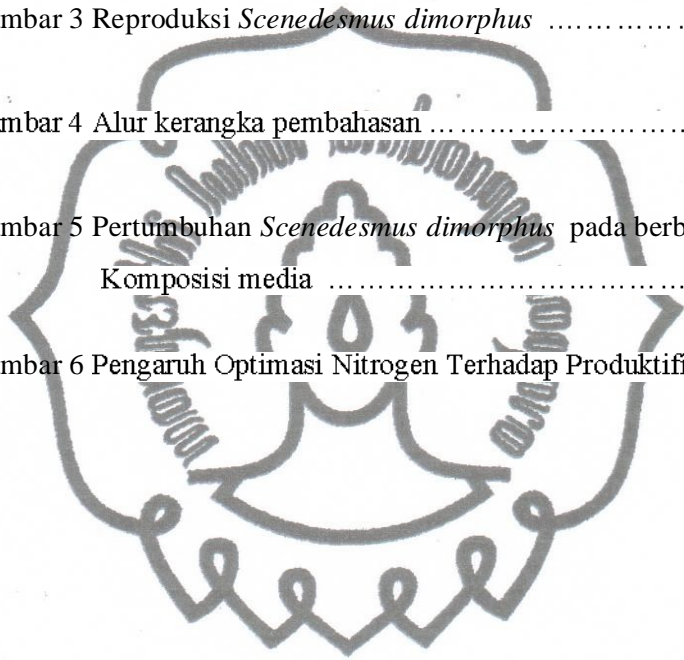 mbar 3 Reproduksi Scenedesmus dimorphus ……………
mbar 4 Alur kerangka pembahasan ……………………
mbar 5 Pertumbuhan Scenedesmus dimorphus pada berb
Komposisi media ………………………………
mbar 6 Pengaruh Optimasi Nitrogen Terhadap Produktifi